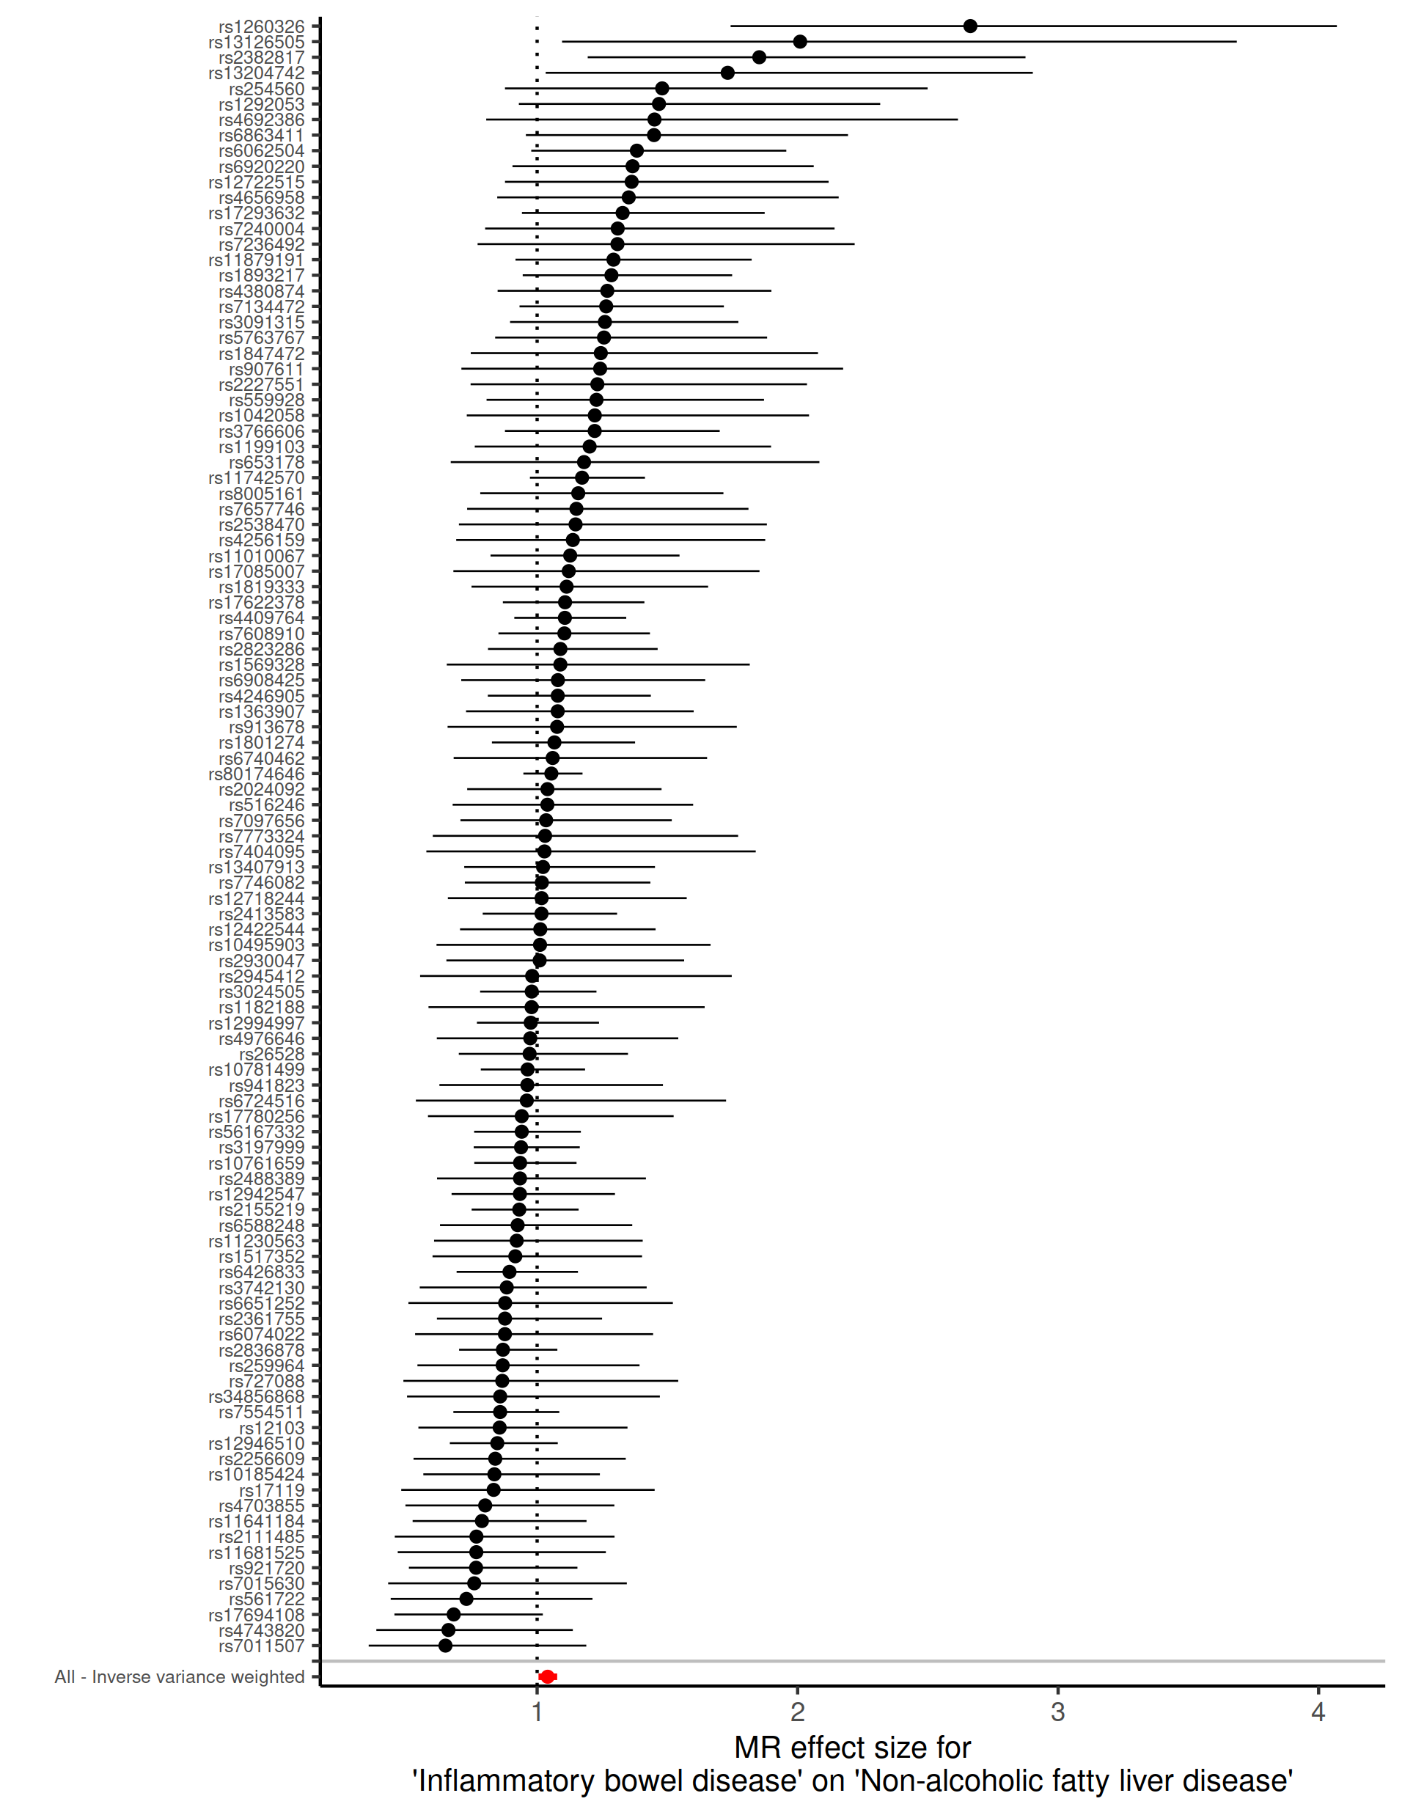 rs1260326
rs13126505
rs2382817
rs13204742
rs254560
rs1292053
rs4692386
rs6863411
rs6062504
rs6920220
rs12722515
rs4656958
rs17293632
rs7240004
rs7236492
rs11879191
rs1893217
rs4380874
rs7134472
rs3091315
rs5763767
rs1847472
rs907611
rs2227551
rs559928
rs1042058
rs3766606
rs1199103
rs653178
rs11742570
rs8005161
rs7657746
rs2538470
rs4256159
rs11010067
rs17085007
rs1819333
rs17622378
rs4409764
rs7608910
rs2823286
rs1569328
rs6908425
rs4246905
rs1363907
rs913678
rs1801274
rs6740462
rs80174646
rs2024092
rs516246
rs7097656
rs7773324
rs7404095
rs13407913
rs7746082
rs12718244
rs2413583
rs12422544
rs10495903
rs2930047
rs2945412
rs3024505
rs1182188
rs12994997
rs4976646
rs26528
rs10781499
rs941823
rs6724516
rs17780256
rs56167332
rs3197999
rs10761659
rs2488389
rs12942547
rs2155219
rs6588248
rs11230563
rs1517352
rs6426833
rs3742130
rs6651252
rs2361755
rs6074022
rs2836878
rs259964
rs727088
rs34856868
rs7554511
rs12103
rs12946510
rs2256609
rs10185424
rs17119
rs4703855
rs11641184
rs2111485
rs11681525
rs921720
rs7015630
rs561722
rs17694108
rs4743820
rs7011507
All - Inverse variance weighted
1 2 3 4
MR effect size for
'Inflammatory bowel disease' on 'Non-alcoholic fatty liver disease'